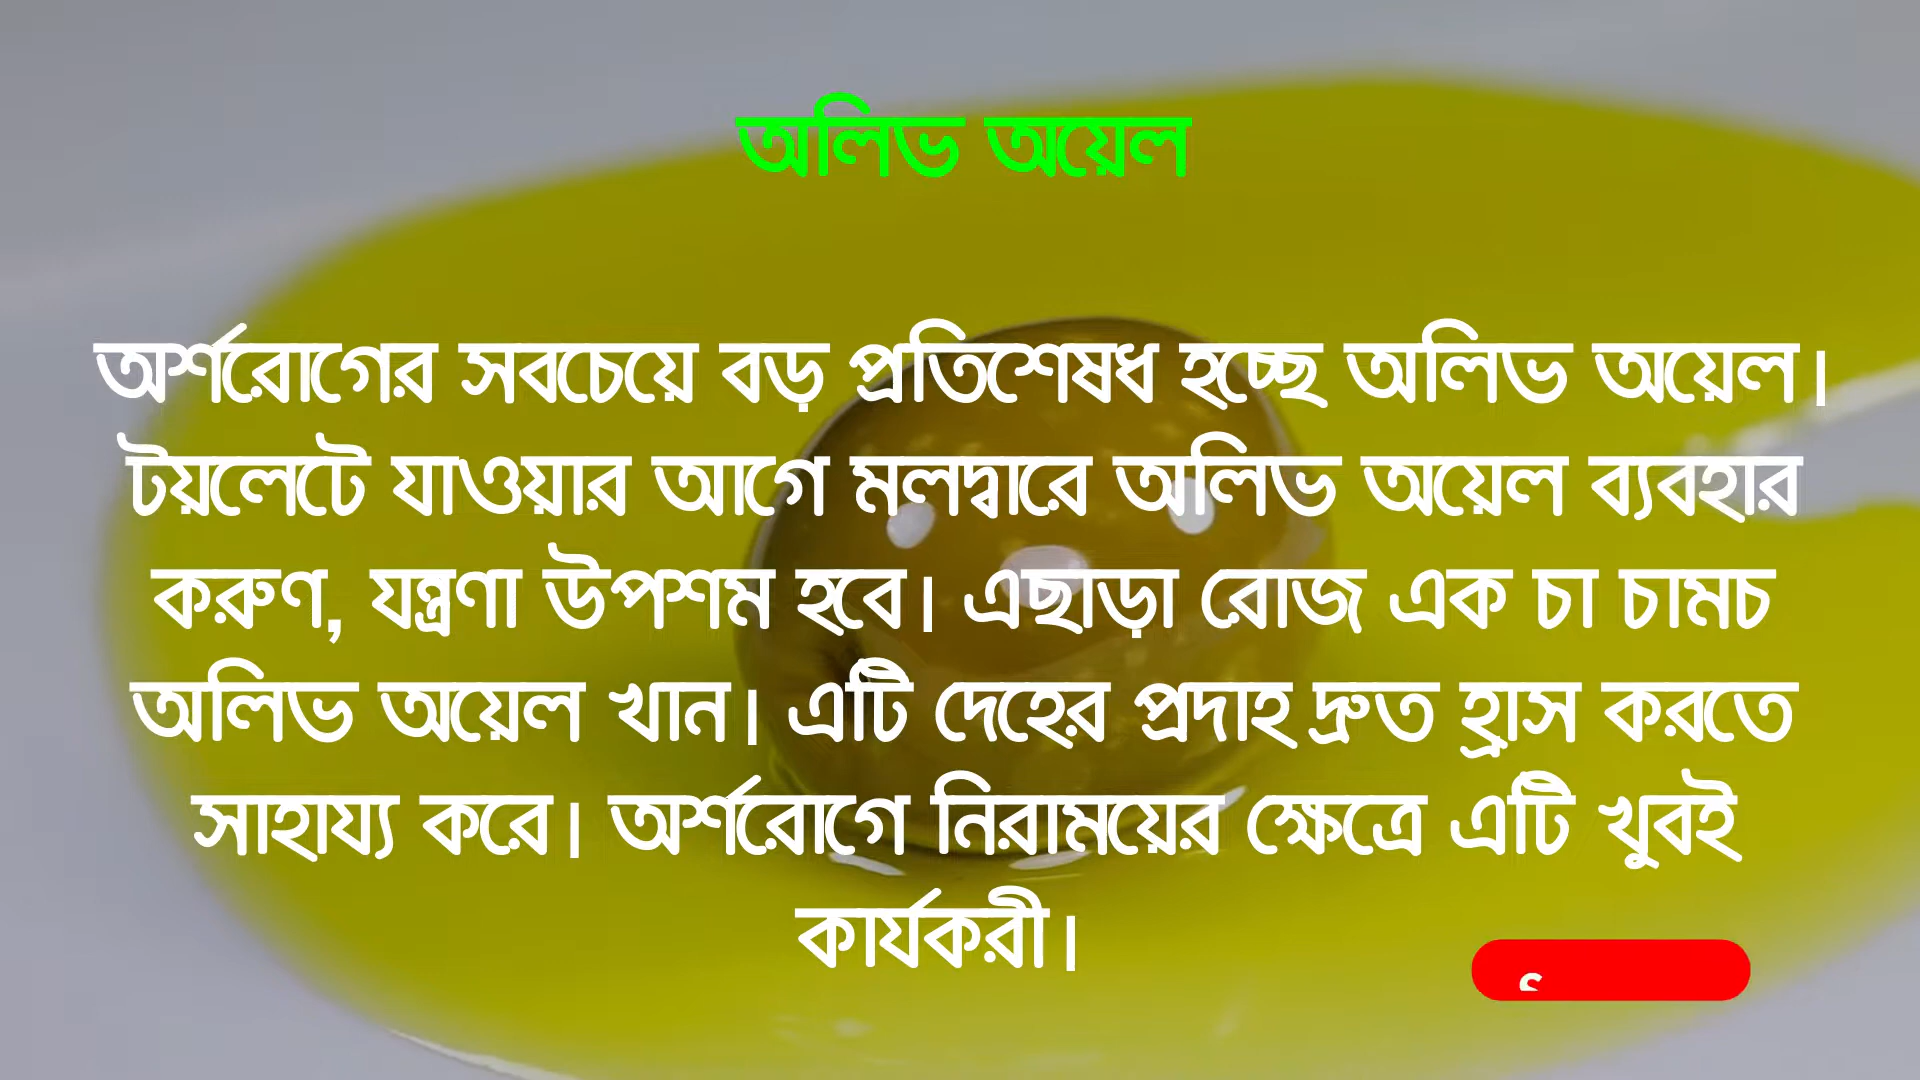 অলিভ অয়েল
অর্শরোগের সবচেয়ে বড় প্রতিশেষধ হচ্ছে অলিভ অয়েল।
টয়লেটে যাওয়ার আগে মলদ্বারে অলিভ অয়েল ব্যবহার
করুণ, যন্ত্রণা উপশম হবে। এছাড়া রোজ এক চা চামচ
অলিভ অয়েল খান। এটি দেহের প্রদাহ দ্রুত হ্রাস করতে
সাহায্য করে। অর্শরোগে নিরাময়ের ক্ষেত্রে এটি খুবই
কার্যকরী।